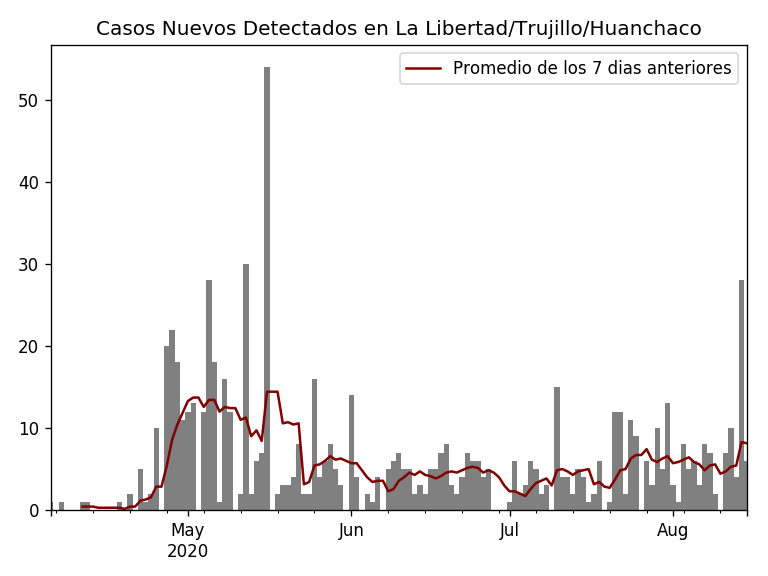 Casos Nuevos Detectados en La Libertad/Trujillo/Huanchaco
Promedio de los 7 dias anteriores
50
40
30
20
10
0
May Jun Jul Aug
2020